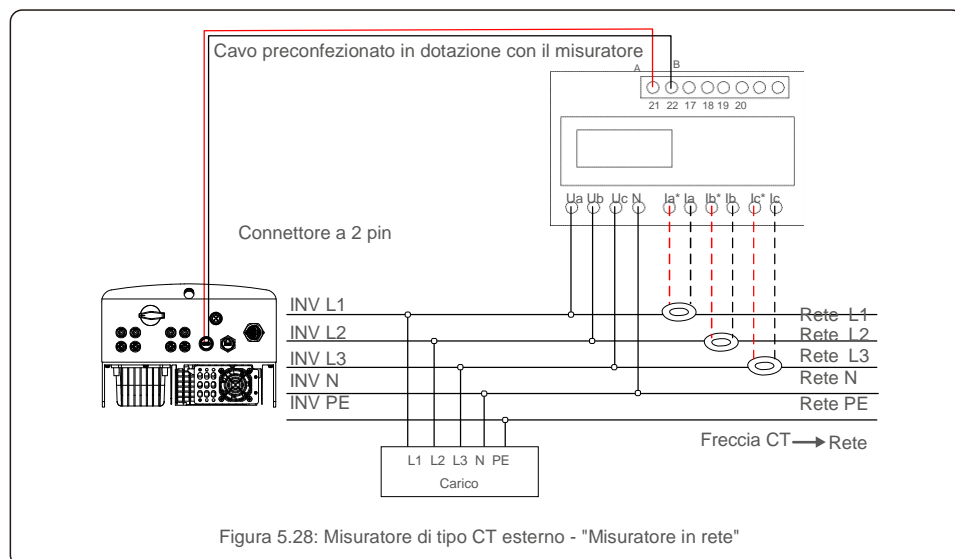 Cavo preconfezionato in dotazione con il misuratore
A B
21 22 17 18 19 20
Ua Ub Uc N Ia* Ia Ib* Ib Ic* Ic
Connettore a 2 pin
INV L1
Rete L1
INV L2
Rete L2
INV L3
Rete L3
INV N
Rete N
INV PE
Rete PE
Freccia CT → Rete
L1 L2 L3 N PE
Carico
Figura 5.28: Misuratore di tipo CT esterno - "Misuratore in rete"